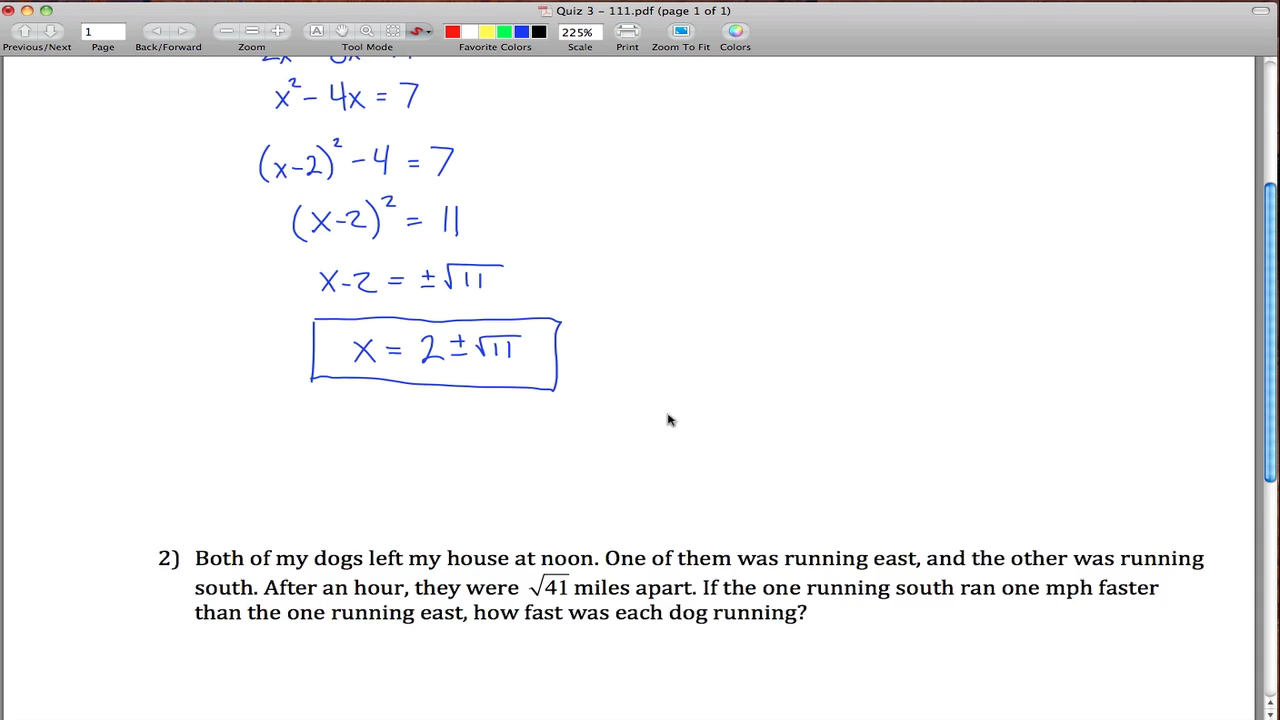 Quiz 3 – 111.pdf (page 1 of 1)
1
225%
Previous/Next Page Back/Forward Zoom Tool Mode Favorite Colors Scale Print Zoom To Fit Colors
x² – 4x = 7
(x–2)² – 4 = 7
(x–2)² = 11
x–2 = ±√11
x = 2 ± √11
2) Both of my dogs left my house at noon. One of them was running east, and the other was running
south. After an hour, they were √41 miles apart. If the one running south ran one mph faster
than the one running east, how fast was each dog running?